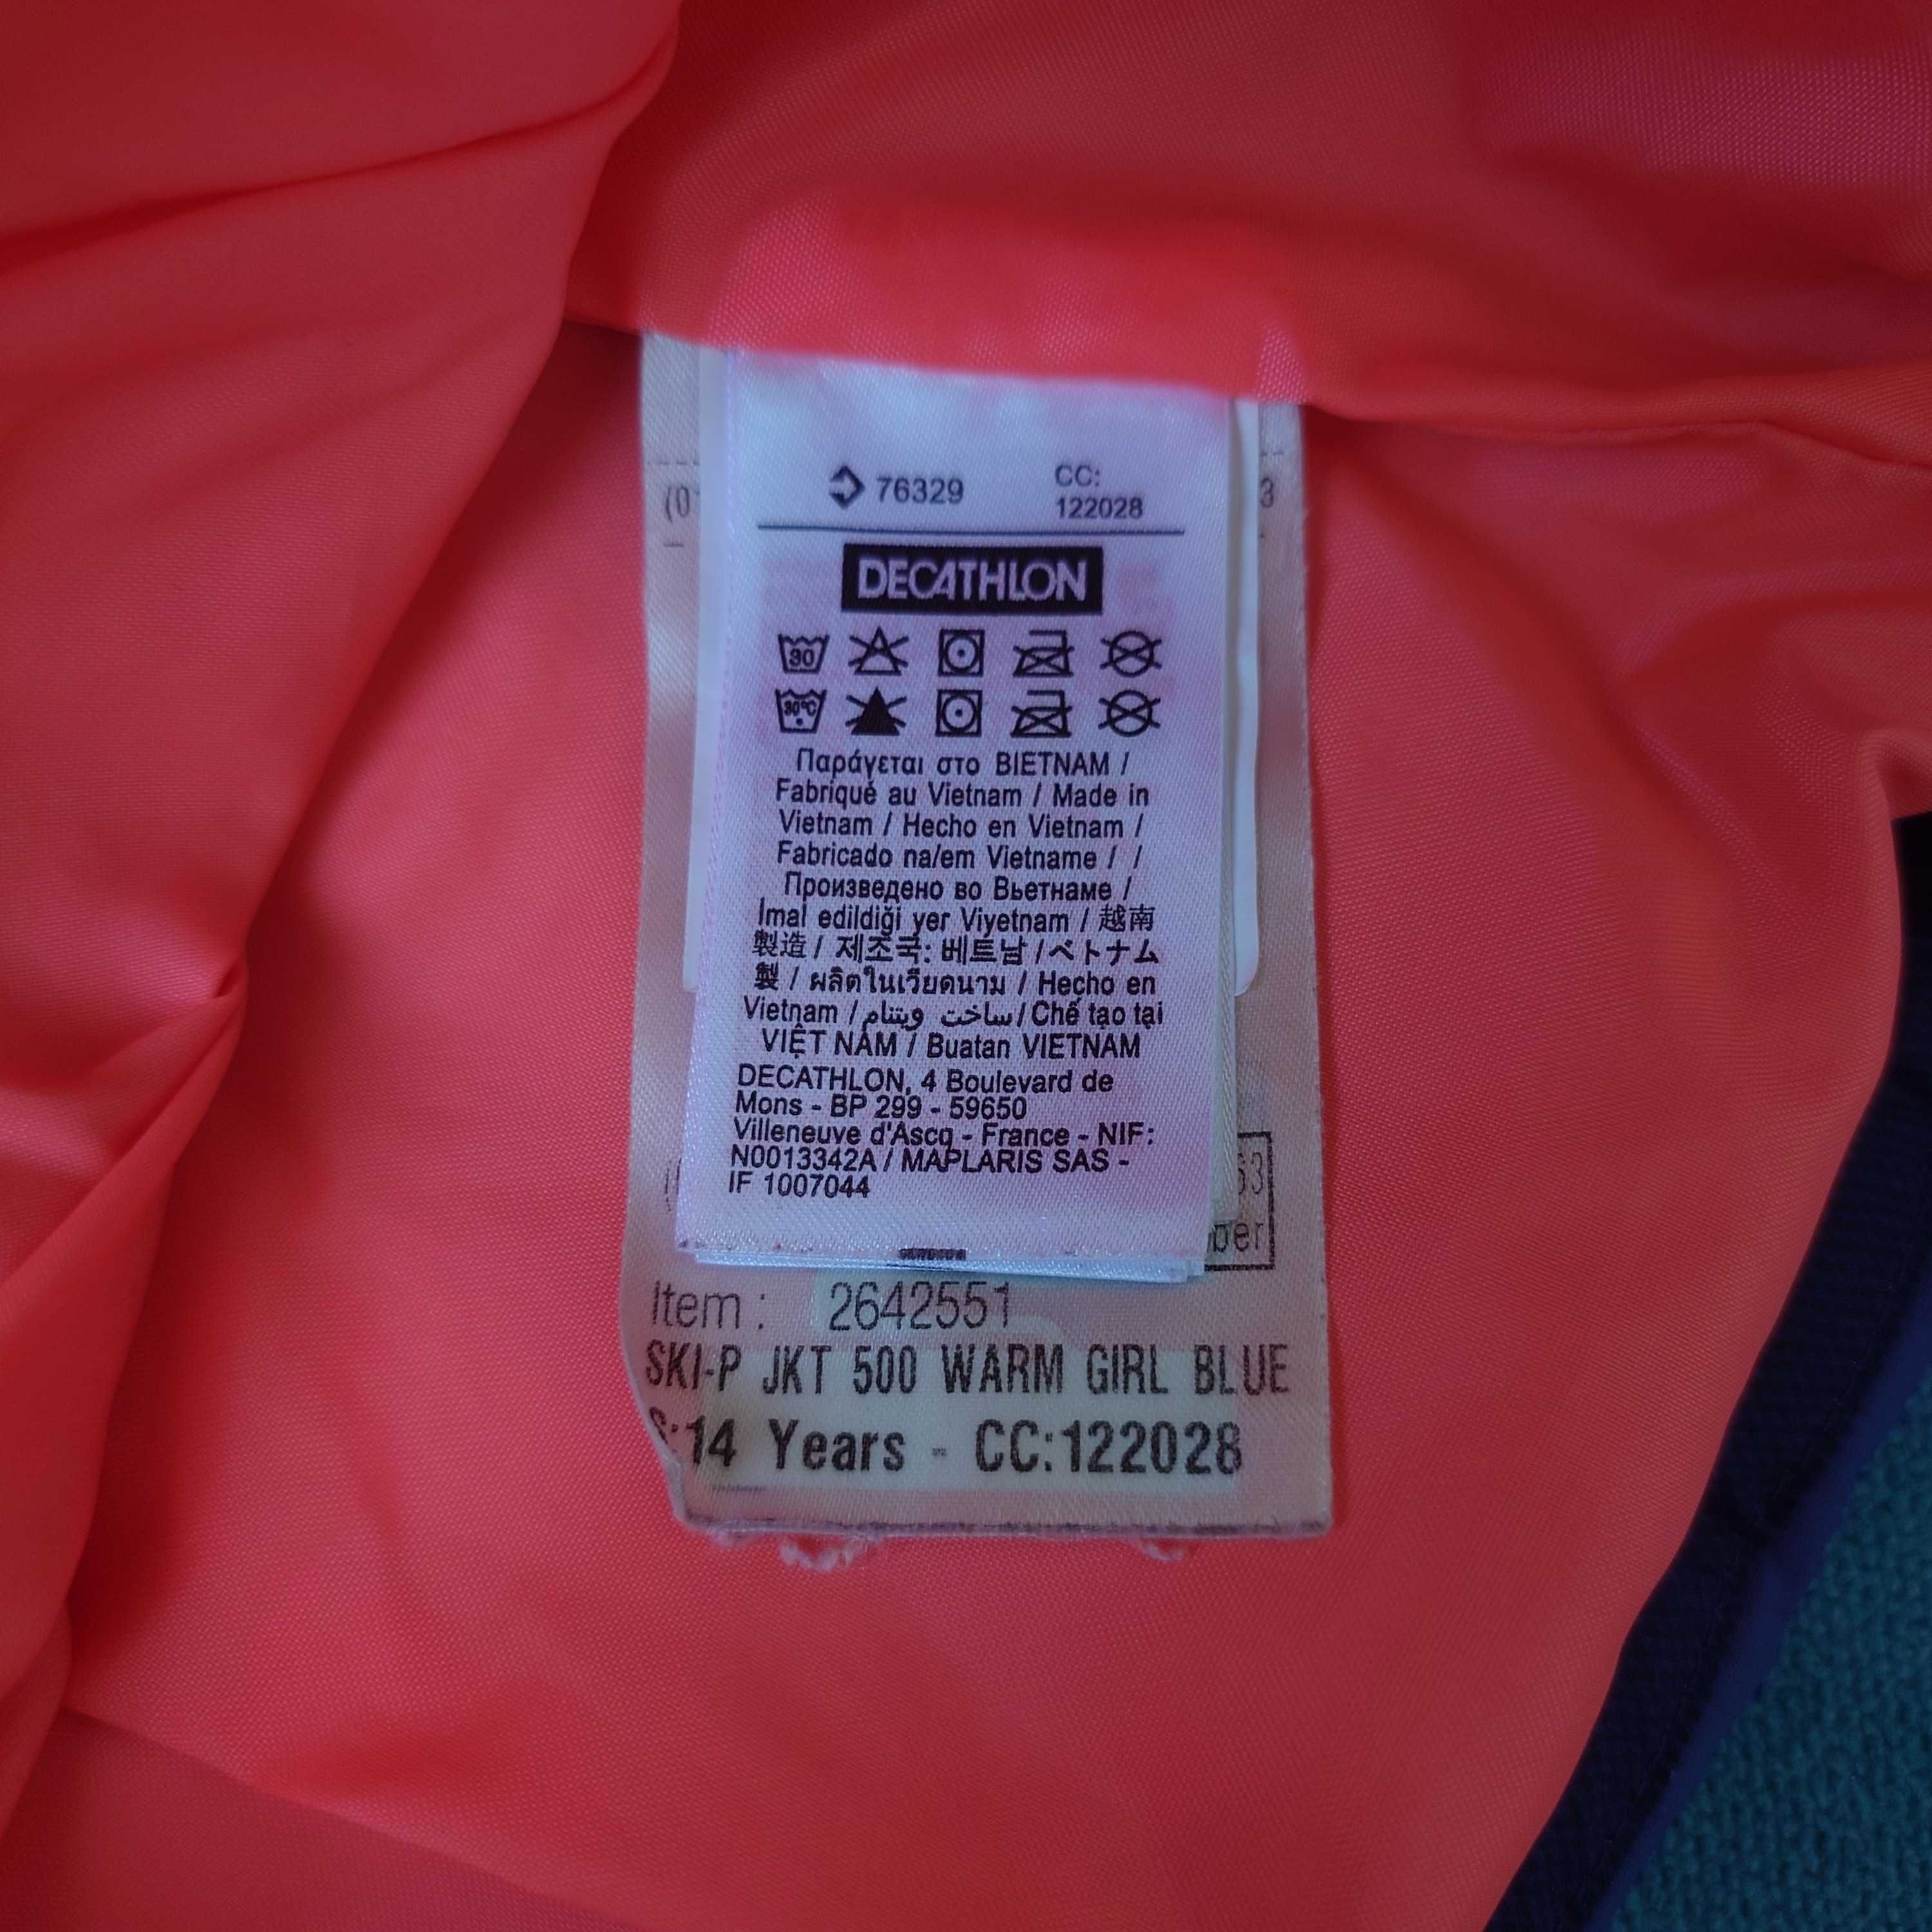 76329 CC:
122028
DECATHLON
30
30°C
Παράγεται στο ΒΙΕΤΝΑΜ /
Fabriqué au Vietnam / Made in
Vietnam / Hecho en Vietnam /
Fabricado na/em Vietname / /
Произведено во Вьетнаме /
İmal edildiği yer Viyetnam / 越南
製造 / 제조국: 베트남 /ベトナム
製 / ผลิตในเวียดนาม / Hecho en
Vietnam / ساخت ويتنام / Chế tạo tại
VIỆT NAM / Buatan VIETNAM
DECATHLON, 4 Boulevard de
Mons - BP 299 - 59650
Villeneuve d'Ascq - France - NIF:
N0013342A / MAPLARIS SAS -
IF 1007044
Item : 2642551
SKI-P JKT 500 WARM GIRL BLUE
S:14 Years - CC:122028